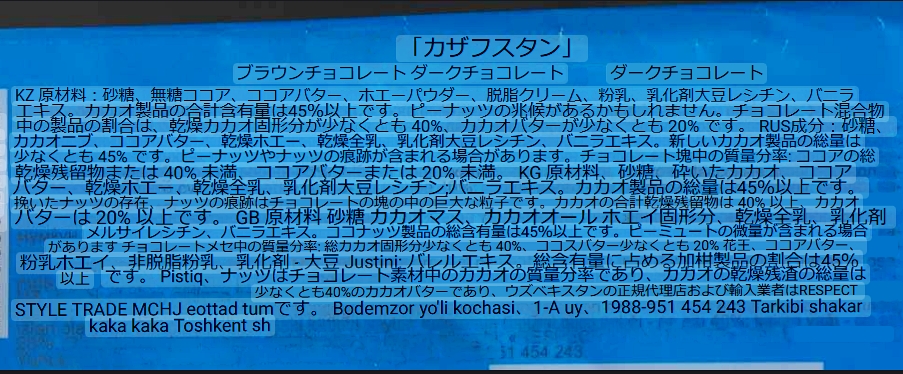 「カザフスタン」
ブラウンチョコレート ダークチョコレート ダークチョコレート
KZ 原材料：砂糖、無糖ココア、ココアバター、ホエーパウダー、脱脂クリーム、粉乳、乳化剤大豆レシチン、バニラ
エキス。カカオ製品の合計含有量は45%以上です。ピーナッツの兆候があるかもしれません。チョコレート混合物
中の製品の割合は、乾燥カカオ固形分が少なくとも 40%、カカオバターが少なくとも 20% です。 RUS成分：砂糖、
カカオニブ、ココアバター、乾燥ホエー、乾燥全乳、乳化剤大豆レシチン、バニラエキス。新しいカカオ製品の総量は
少なくとも 45% です。ピーナッツやナッツの痕跡が含まれる場合があります。チョコレート塊中の質量分率: ココアの総
乾燥残留物または 40% 未満、ココアバターまたは 20% 未満。 KG 原材料、砂糖、砕いたカカオ、ココア
バター、乾燥ホエー、乾燥全乳、乳化剤大豆レシチン;バニラエキス。カカオ製品の総量は45%以上です。
挽いたナッツの存在、ナッツの痕跡はチョコレートの塊の中の巨大な粒子です。カカオの合計乾燥残留物は 40% 以上、カカオ
バターは 20% 以上です。 GB 原材料 砂糖 カカオマス、カカオオール ホエイ固形分、乾燥全乳、乳化剤
メルサイレシチン、バニラエキス。ココナッツ製品の総含有量は45%以上です。ピーミュートの微量が含まれる場合
があります チョコレートメセ中の質量分率: 総カカオ固形分少なくとも 40%、ココスバター少なくとも 20% 花王、ココアバター、
粉乳ホエイ、非脱脂粉乳、乳化剤 - 大豆 Justini; バレルエキス、総含有量に占める加柑製品の割合は45%
以上 です。 Pistiq、ナッツはチョコレート素材中のカカオの質量分率であり、カカオの乾燥残渣の総量は
少なくとも40%のカカオバターであり、ウズベキスタンの正規代理店および輸入業者はRESPECT
STYLE TRADE MCHJ eottad tumです。 Bodemzor yo'li kochasi、1-A uy、1988-951 454 243 Tarkibi shakar
kaka kaka Toshkent sh
454 243